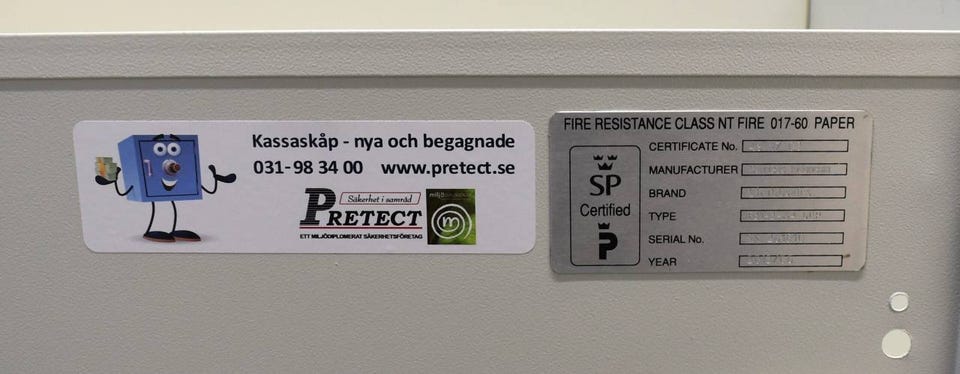 Kassaskåp - nya och begagnade
031-98 34 00 www.pretect.se
Säkerhet i samråd
PRETECT
ETT MILJÖDIPLOMERAT SÄKERHETSFÖRETAG
m
FIRE RESISTANCE CLASS NT FIRE 017-60 PAPER
SP
Certified
P
CERTIFICATE No.
MANUFACTURER
BRAND
TYPE
SERIAL No.
YEAR